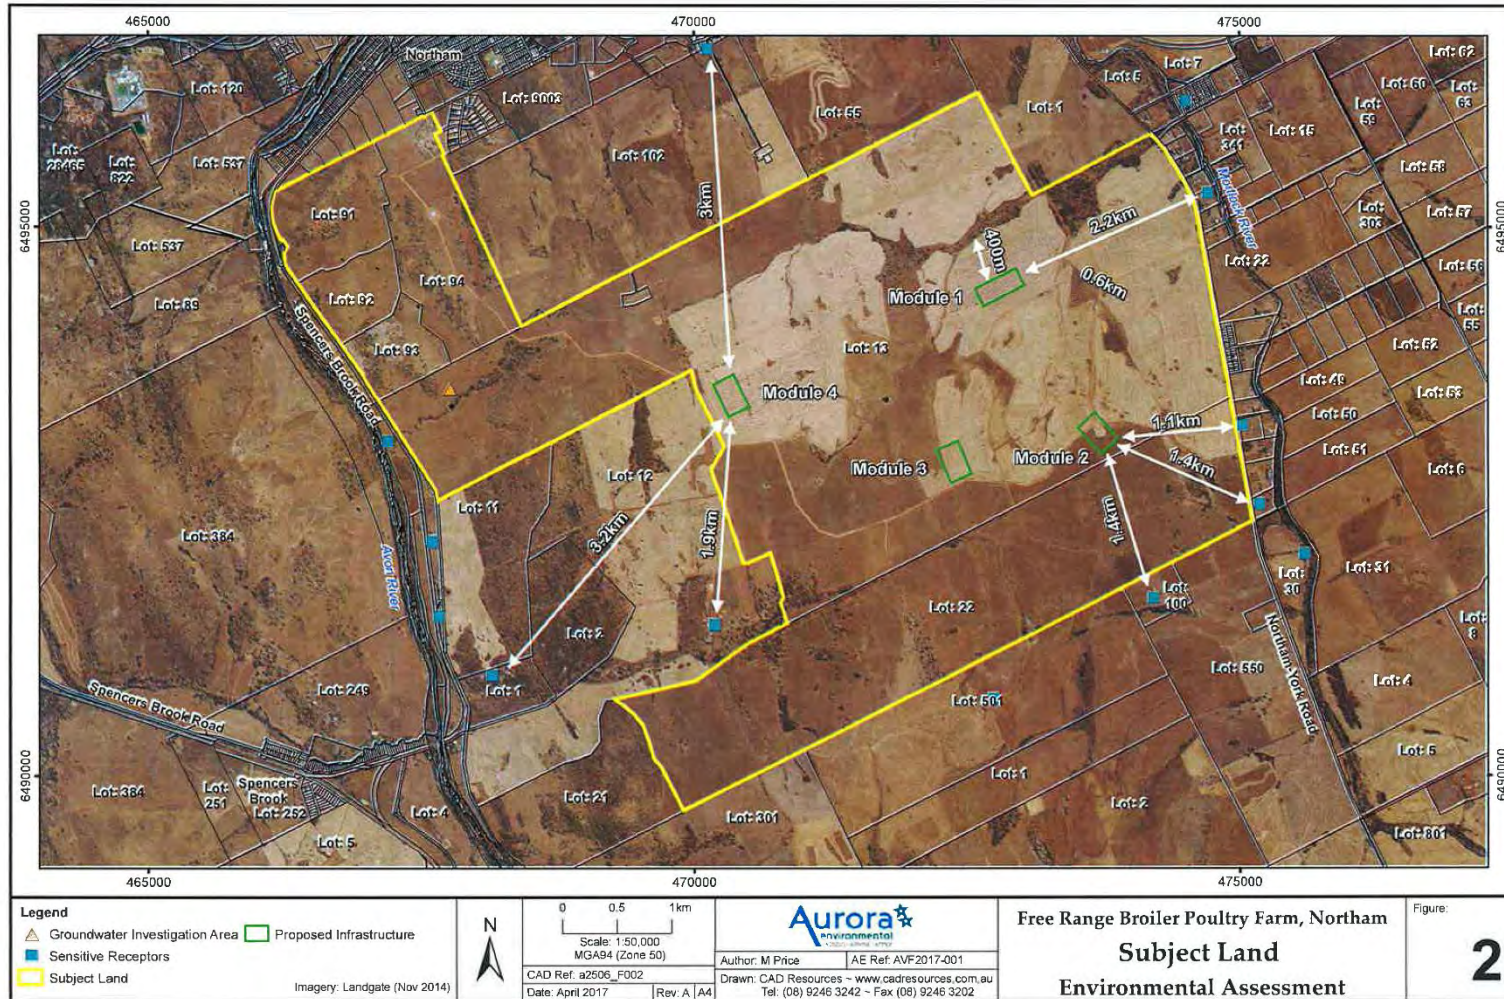 465000
470000
475000
Northam
Lot: 5
Lot: 7
Lot: 62
Lot: 120
Lot: 9003
Lot: 55
Lot: 1
Lot: 60
Lot: 63
Lot: 59
Lot: 15
Lot: 341
Lot: 28465
Lot: 822
Lot: 537
Lot: 102
Lot: 58
Mortlock River
3km
Lot: 91
6495000
6495000
Lot: 303
Lot: 57
2.2km
400m
Lot: 537
Lot: 92
Lot: 94
0.6km
Lot: 22
Lot: 56
Module 1
Lot: 89
Lot: 55
Spencers Brook Road
Lot: 93
Lot: 13
Lot: 52
Lot: 49
Lot: 53
Module 4
Lot: 50
1.1km
Lot: 51
Module 2
Module 3
1.4km
Lot: 6
Lot: 12
Lot: 11
1.4km
3.2km
1.9km
Lot: 384
Avon River
Lot: 30
Lot: 31
Lot: 100
Lot: 22
Lot: 2
Lot: 8
Northam-York Road
Lot: 550
Lot: 249
Lot: 1
Lot: 4
Lot: 501
Spencers Brook Road
Lot: 5
Lot: 1
6490000
6490000
Lot: 384
Lot: 251
Spencers Brook
Lot: 252
Lot: 4
Lot: 21
Lot: 301
Lot: 2
Lot: 801
Lot: 5
465000
470000
475000
Legend
Groundwater Investigation Area
Proposed Infrastructure
Sensitive Receptors
Subject Land
Imagery: Landgate (Nov 2014)
N
0 0.5 1km
Scale: 1:50,000
MGA94 (Zone 50)
CAD Ref: a2506_F002
Date: April 2017
Rev: A
A4
Aurora
environmental
Author: M Price
AE Ref: AVF2017-001
Drawn: CAD Resources ~ www.cadresources.com.au
Tel: (08) 9246 3242 ~ Fax (08) 9246 3202
Free Range Broiler Poultry Farm, Northam
Subject Land
Environmental Assessment
Figure:
2